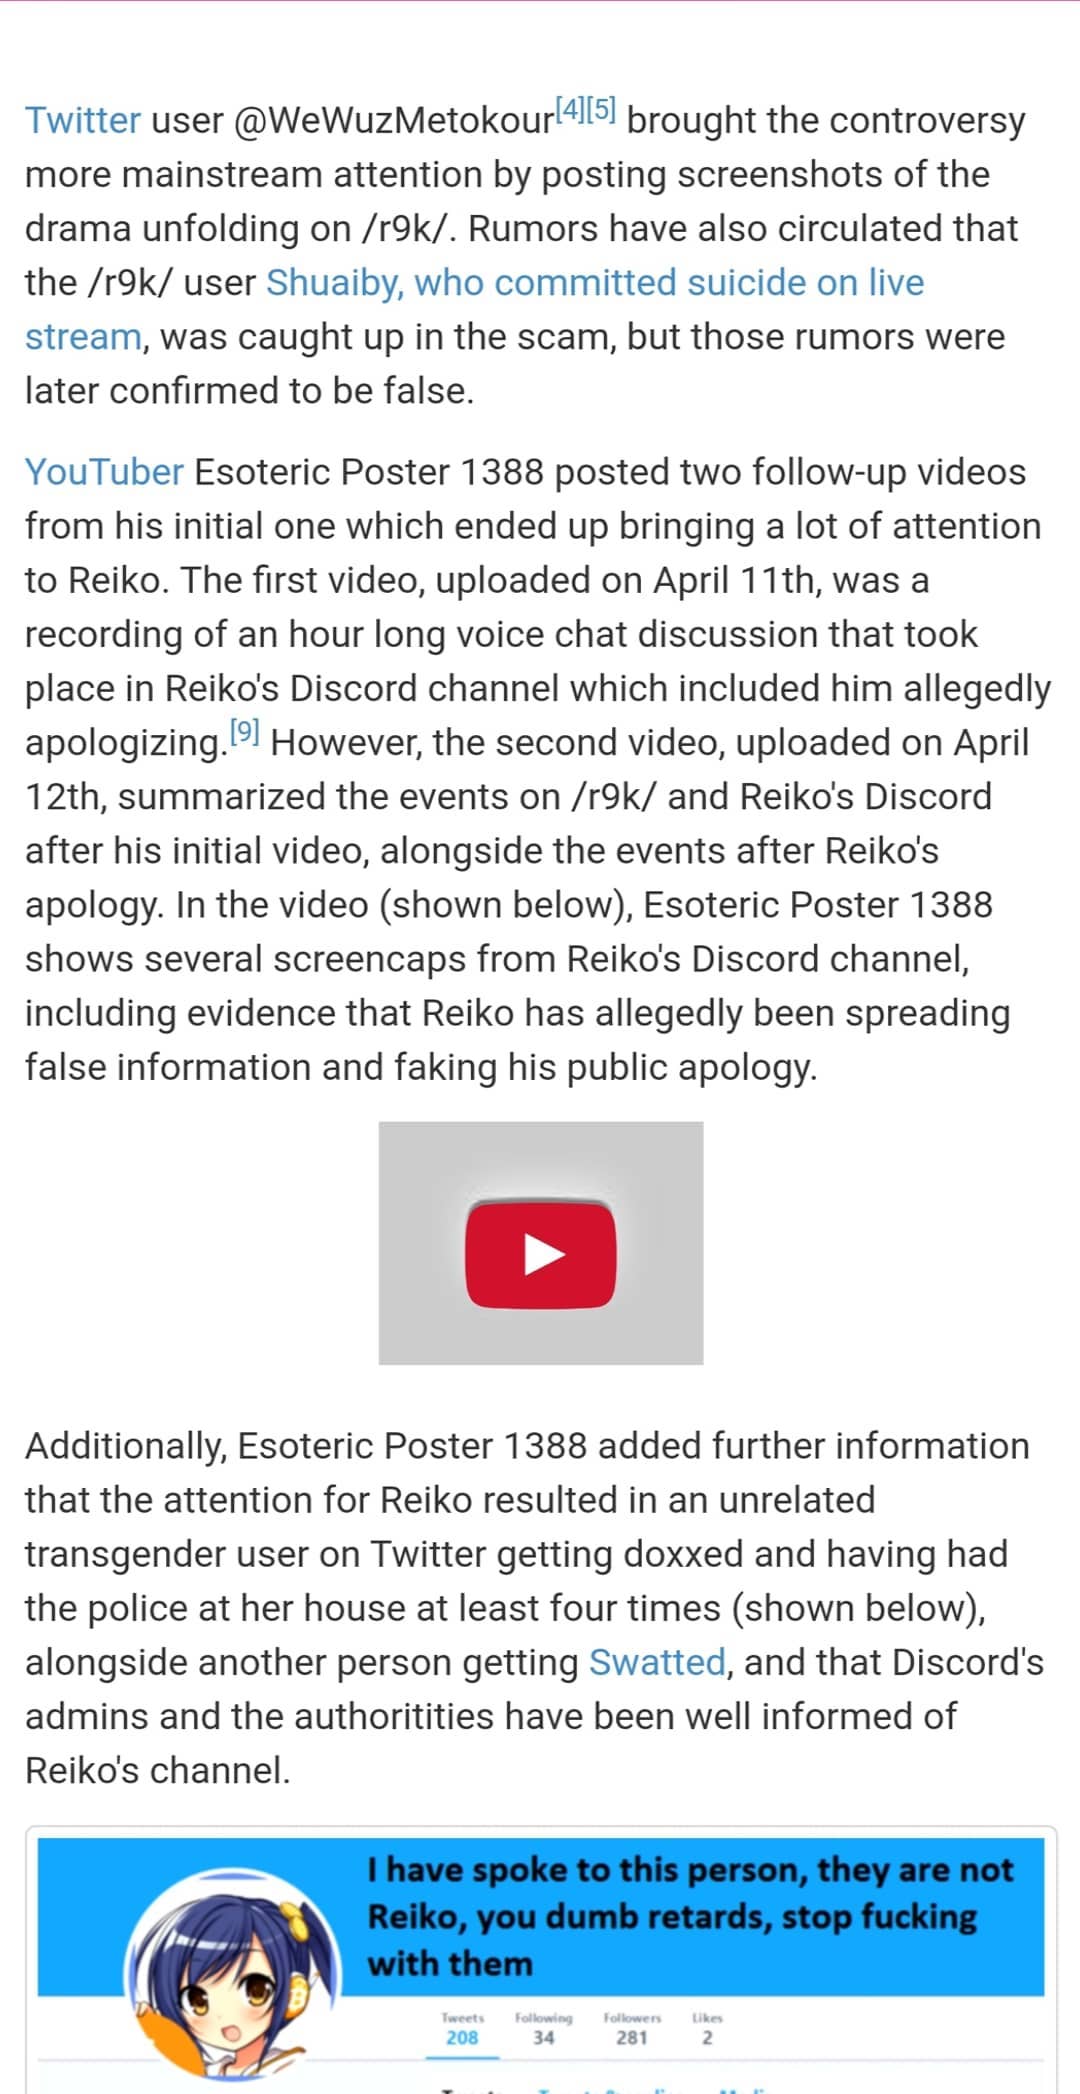 Twitter user @WeWuzMetokour[4][5] brought the controversy
more mainstream attention by posting screenshots of the
drama unfolding on /r9k/. Rumors have also circulated that
the /r9k/ user Shuaiby, who committed suicide on live
stream, was caught up in the scam, but those rumors were
later confirmed to be false.
YouTuber Esoteric Poster 1388 posted two follow-up videos
from his initial one which ended up bringing a lot of attention
to Reiko. The first video, uploaded on April 11th, was a
recording of an hour long voice chat discussion that took
place in Reiko's Discord channel which included him allegedly
apologizing.[9] However, the second video, uploaded on April
12th, summarized the events on /r9k/ and Reiko's Discord
after his initial video, alongside the events after Reiko's
apology. In the video (shown below), Esoteric Poster 1388
shows several screencaps from Reiko's Discord channel,
including evidence that Reiko has allegedly been spreading
false information and faking his public apology.
Additionally, Esoteric Poster 1388 added further information
that the attention for Reiko resulted in an unrelated
transgender user on Twitter getting doxxed and having had
the police at her house at least four times (shown below),
alongside another person getting Swatted, and that Discord's
admins and the authoritities have been well informed of
Reiko's channel.
I have spoke to this person, they are not
Reiko, you dumb retards, stop fucking
with them
Tweets Following Followers Likes
208 34 281 2